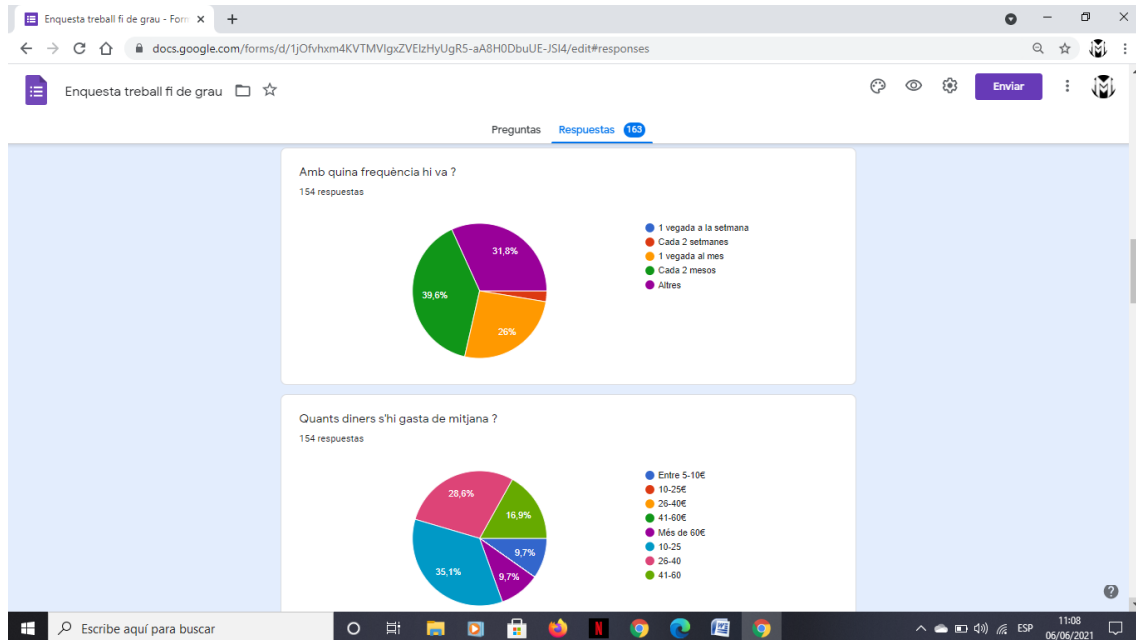 Enquesta treball fi de grau - Form
docs.google.com/forms/d/1jOfvhxm4KVTMVIgxZVElzHyUgR5-aA8H0DbuUE-JSI4/edit#responses
Enquesta treball fi de grau
Enviar
Preguntas Respuestas 163
Amb quina freqüència hi va ?
154 respuestas
1 vegada a la setmana
Cada 2 setmanes
1 vegada al mes
Cada 2 mesos
Altres
31,8%
39,6%
26%
Quants diners s'hi gasta de mitjana ?
154 respuestas
Entre 5-10€
10-25€
26-40€
41-60€
Més de 60€
10-25
26-40
41-60
28,6%
16,9%
9,7%
35,1%
9,7%
Escribe aquí para buscar
ESP
11:08
06/06/2021